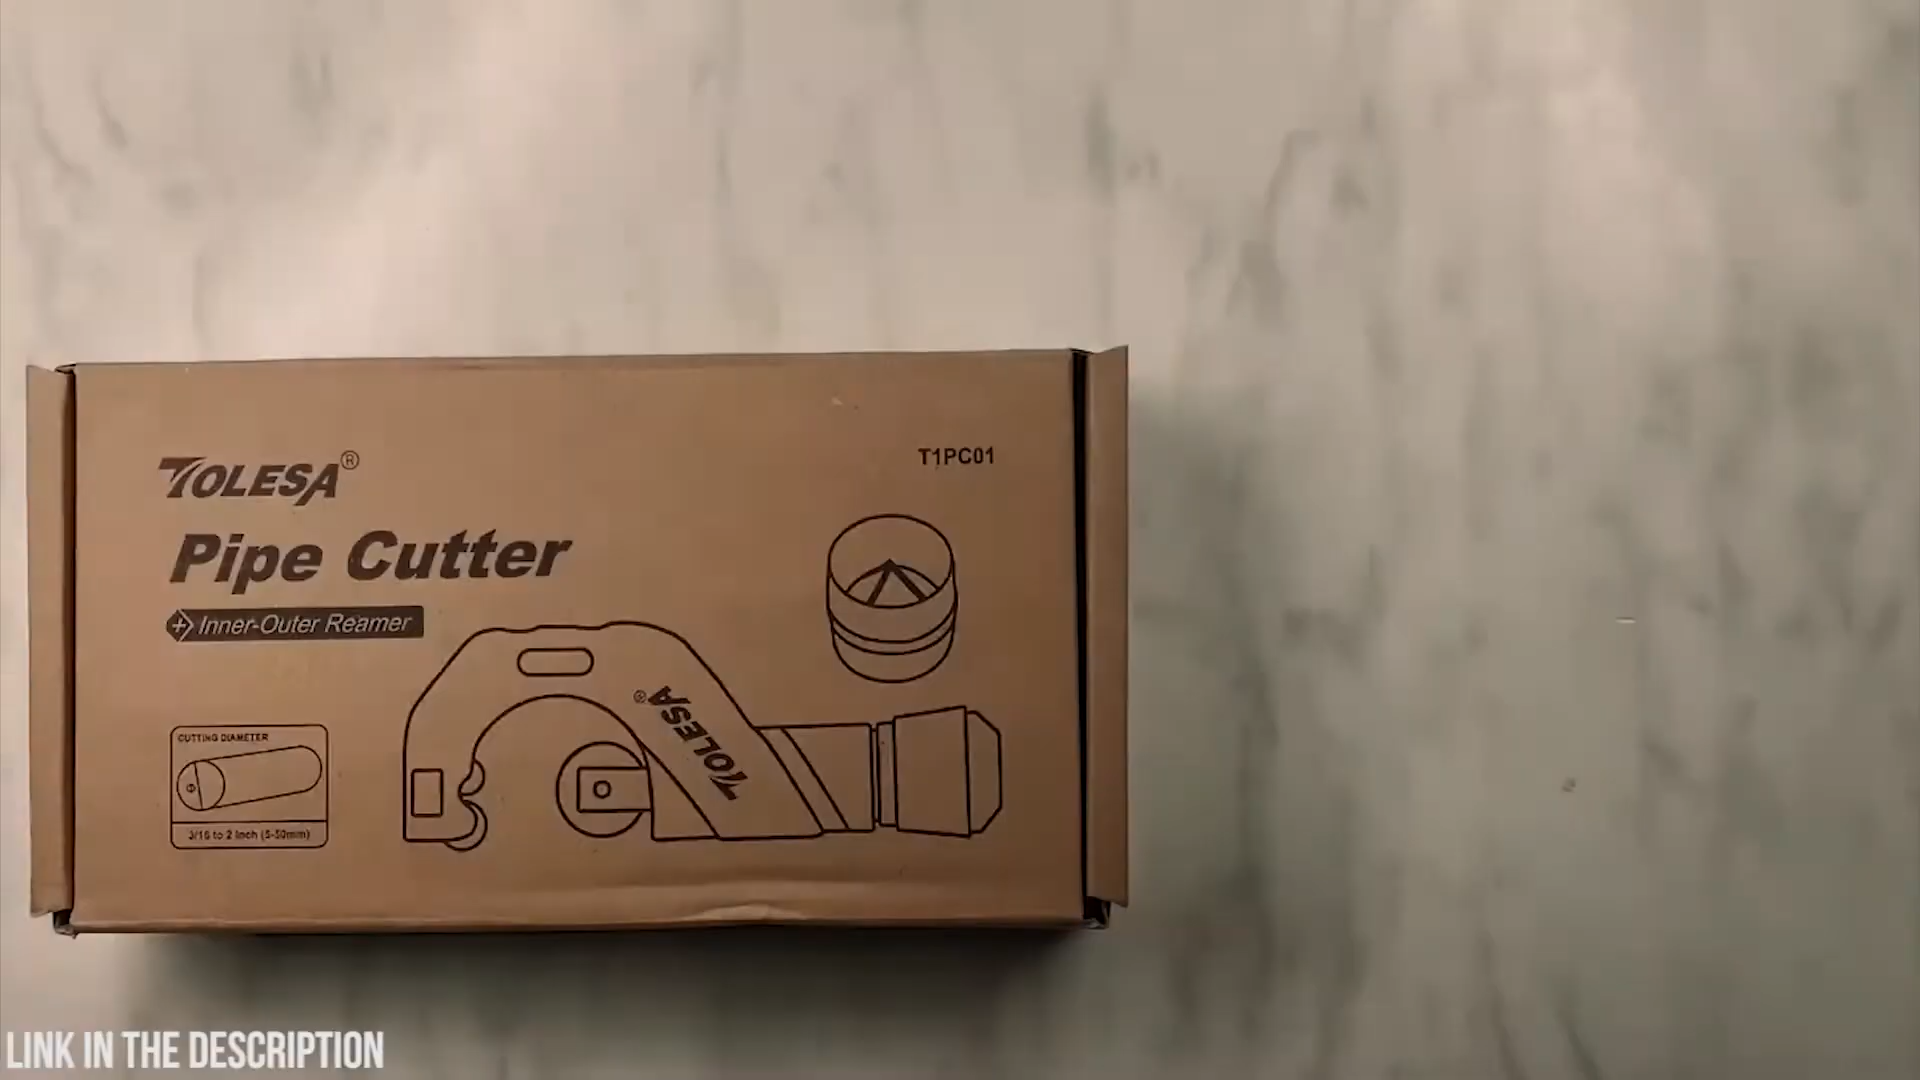 TOLESA®
T1PC01
Pipe Cutter
Inner-Outer Reamer
TOLESA®
CUTTING DIAMETER
3/16 to 2 Inch (5-50mm)
LINK IN THE DESCRIPTION